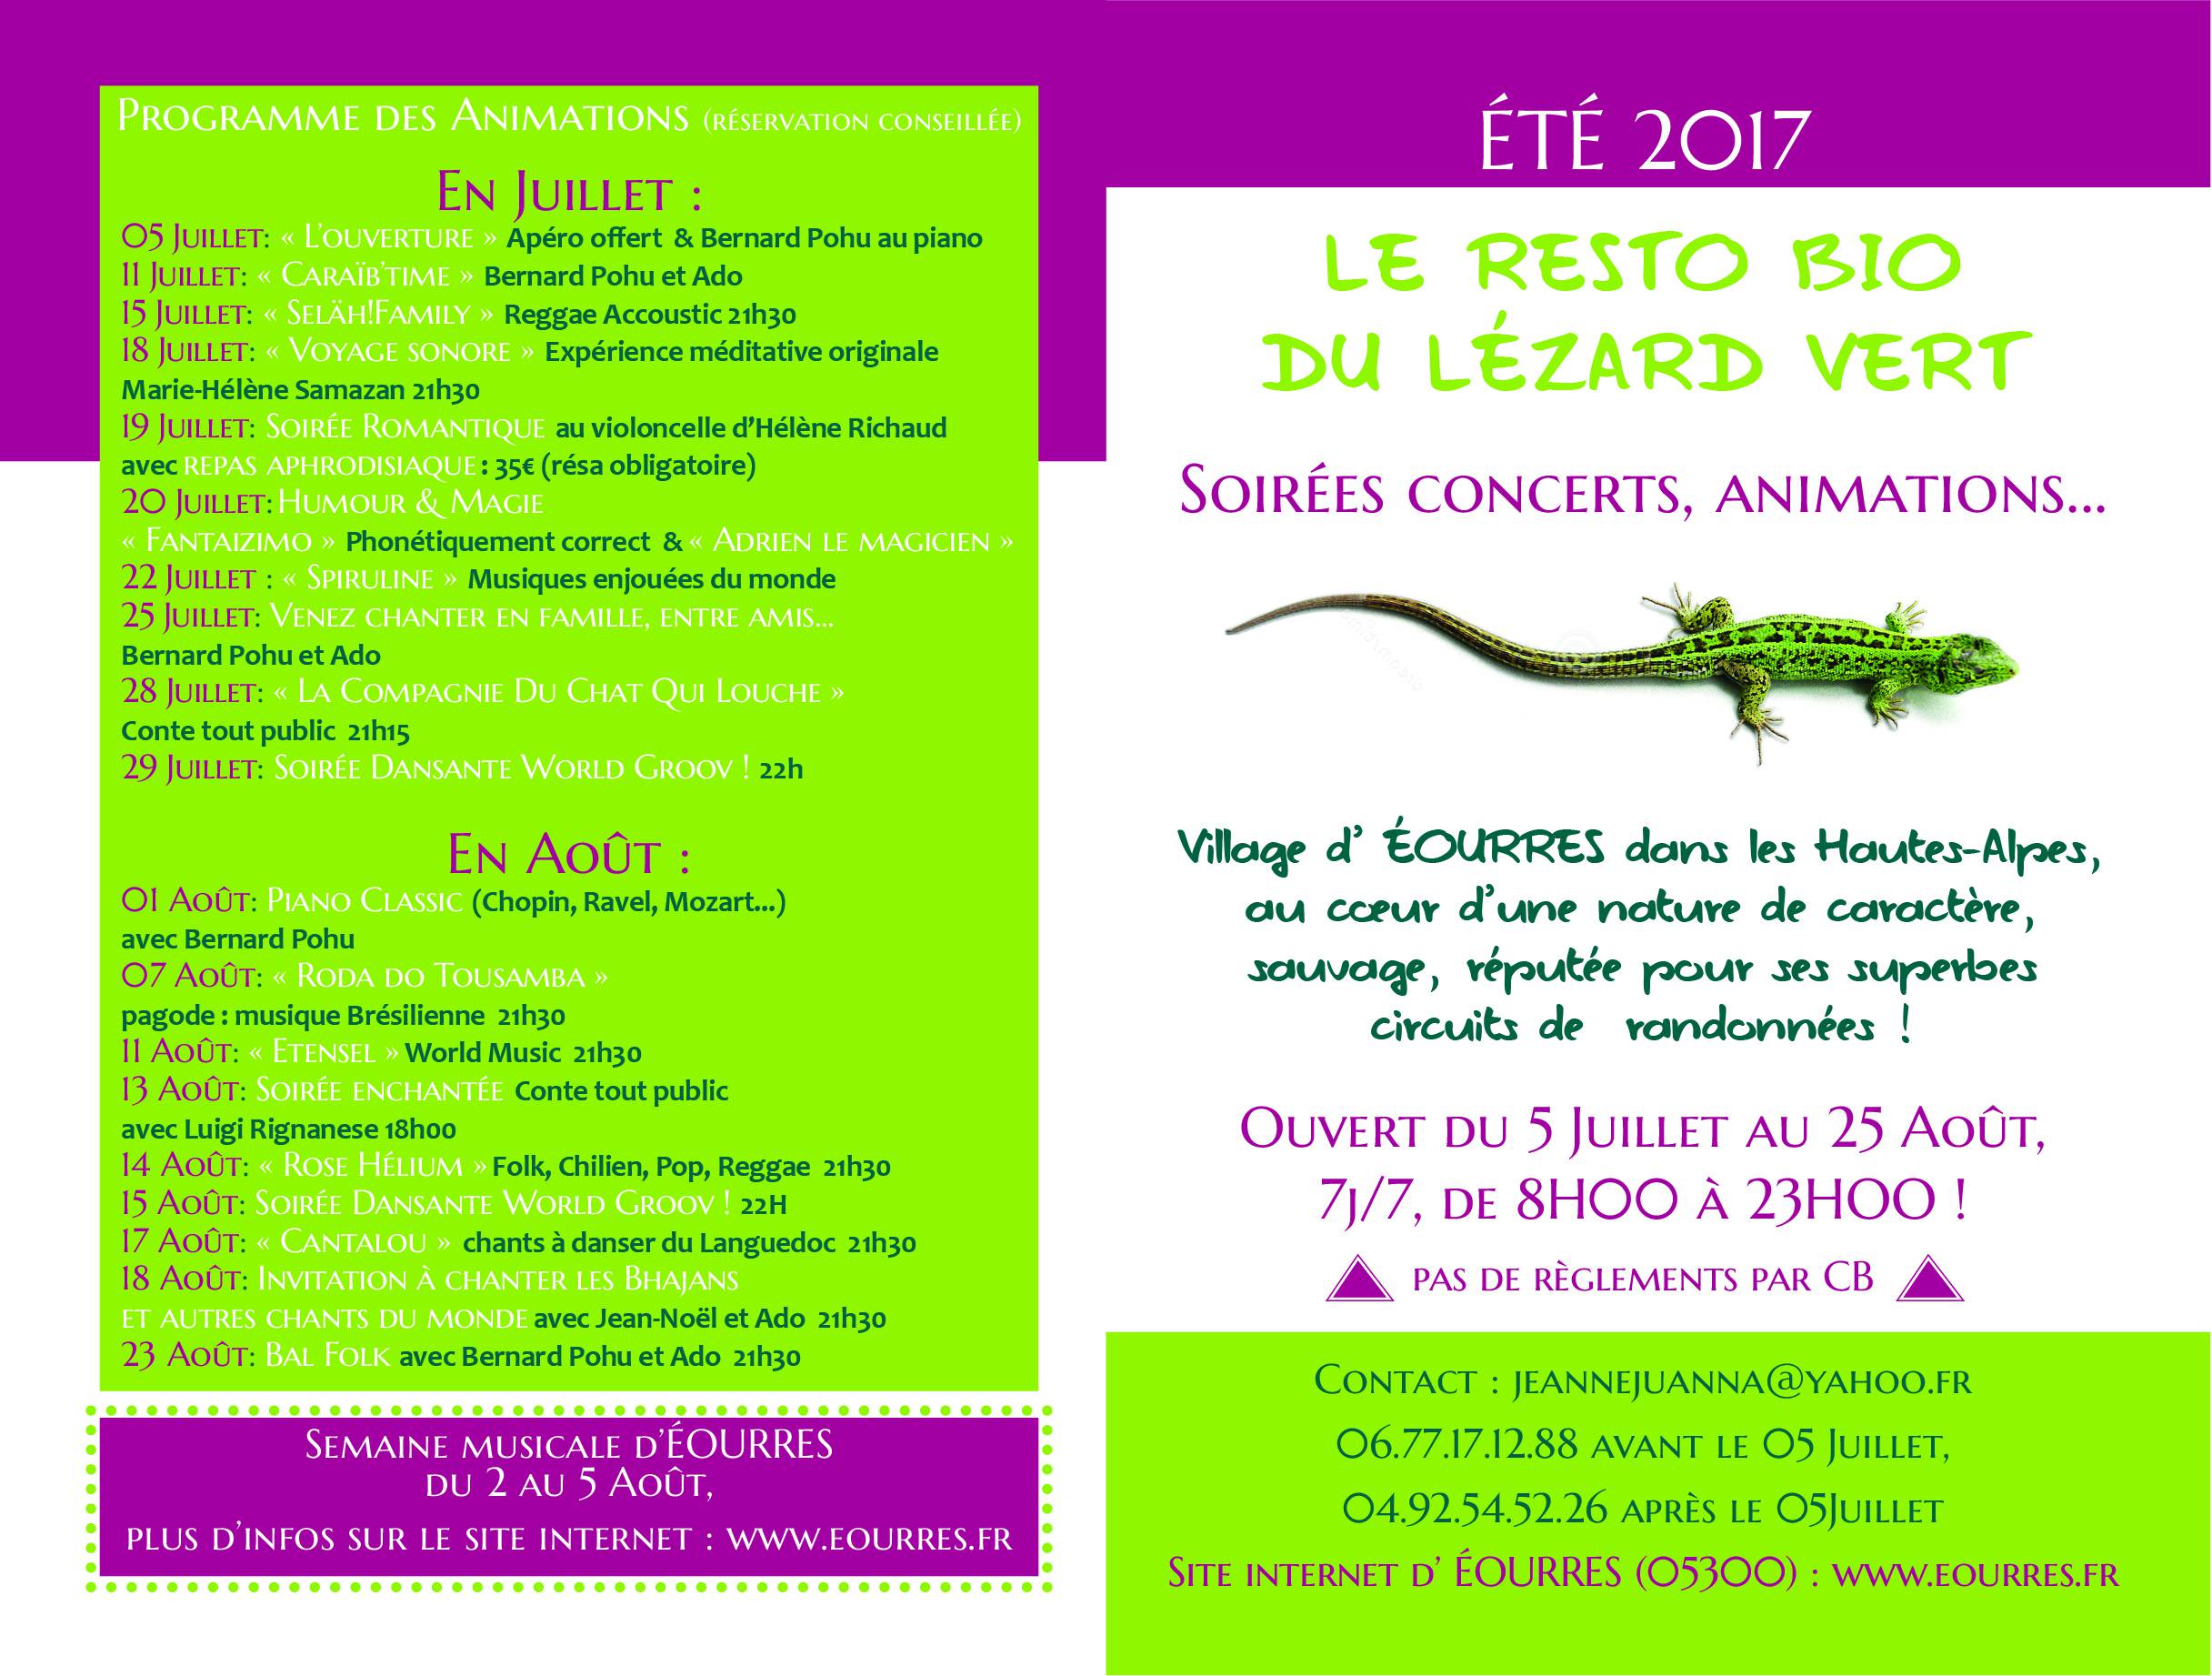 Programme des Animations (réservation conseillée)
En Juillet :
05 Juillet: « L'ouverture » Apéro offert & Bernard Pohu au piano
11 Juillet: « Caraïb'time » Bernard Pohu et Ado
15 Juillet: « Seläh!Family » Reggae Accoustic 21h30
18 Juillet: « Voyage sonore » Expérience méditative originale
Marie-Hélène Samazan 21h30
19 Juillet: Soirée Romantique au violoncelle d'Hélène Richaud
avec repas aphrodisiaque : 35€ (résa obligatoire)
20 Juillet: Humour & Magie
« Fantaizimo » Phonétiquement correct & « Adrien le magicien »
22 Juillet : « Spiruline » Musiques enjouées du monde
25 Juillet: Venez chanter en famille, entre amis...
Bernard Pohu et Ado
28 Juillet: « La Compagnie Du Chat Qui Louche »
Conte tout public 21h15
29 Juillet: Soirée Dansante World Groov ! 22h
En Août :
01 Août: Piano Classic (Chopin, Ravel, Mozart...)
avec Bernard Pohu
07 Août: « Roda do Tousamba »
pagode : musique Brésilienne 21h30
11 Août: « Etensel » World Music 21h30
13 Août: Soirée enchantée Conte tout public
avec Luigi Rignanese 18h00
14 Août: « Rose Hélium » Folk, Chilien, Pop, Reggae 21h30
15 Août: Soirée Dansante World Groov ! 22H
17 Août: « Cantalou » chants à danser du Languedoc 21h30
18 Août: Invitation à chanter les Bhajans
et autres chants du monde avec Jean-Noël et Ado 21h30
23 Août: Bal Folk avec Bernard Pohu et Ado 21h30
Semaine musicale d'ÉOURRES
du 2 au 5 Août,
plus d'infos sur le site internet : www.eourres.fr
ÉTÉ 2017
LE RESTO BIO
DU LÉZARD VERT
Soirées concerts, animations...
Village d' ÉOURRES dans les Hautes-Alpes,
au cœur d'une nature de caractère,
sauvage, réputée pour ses superbes
circuits de randonnées !
Ouvert du 5 Juillet au 25 Août,
7j/7, de 8H00 à 23H00 !
pas de règlements par CB
Contact : jeannejuanna@yahoo.fr
06.77.17.12.88 avant le 05 Juillet,
04.92.54.52.26 après le 05Juillet
Site internet d' ÉOURRES (05300) : www.eourres.fr